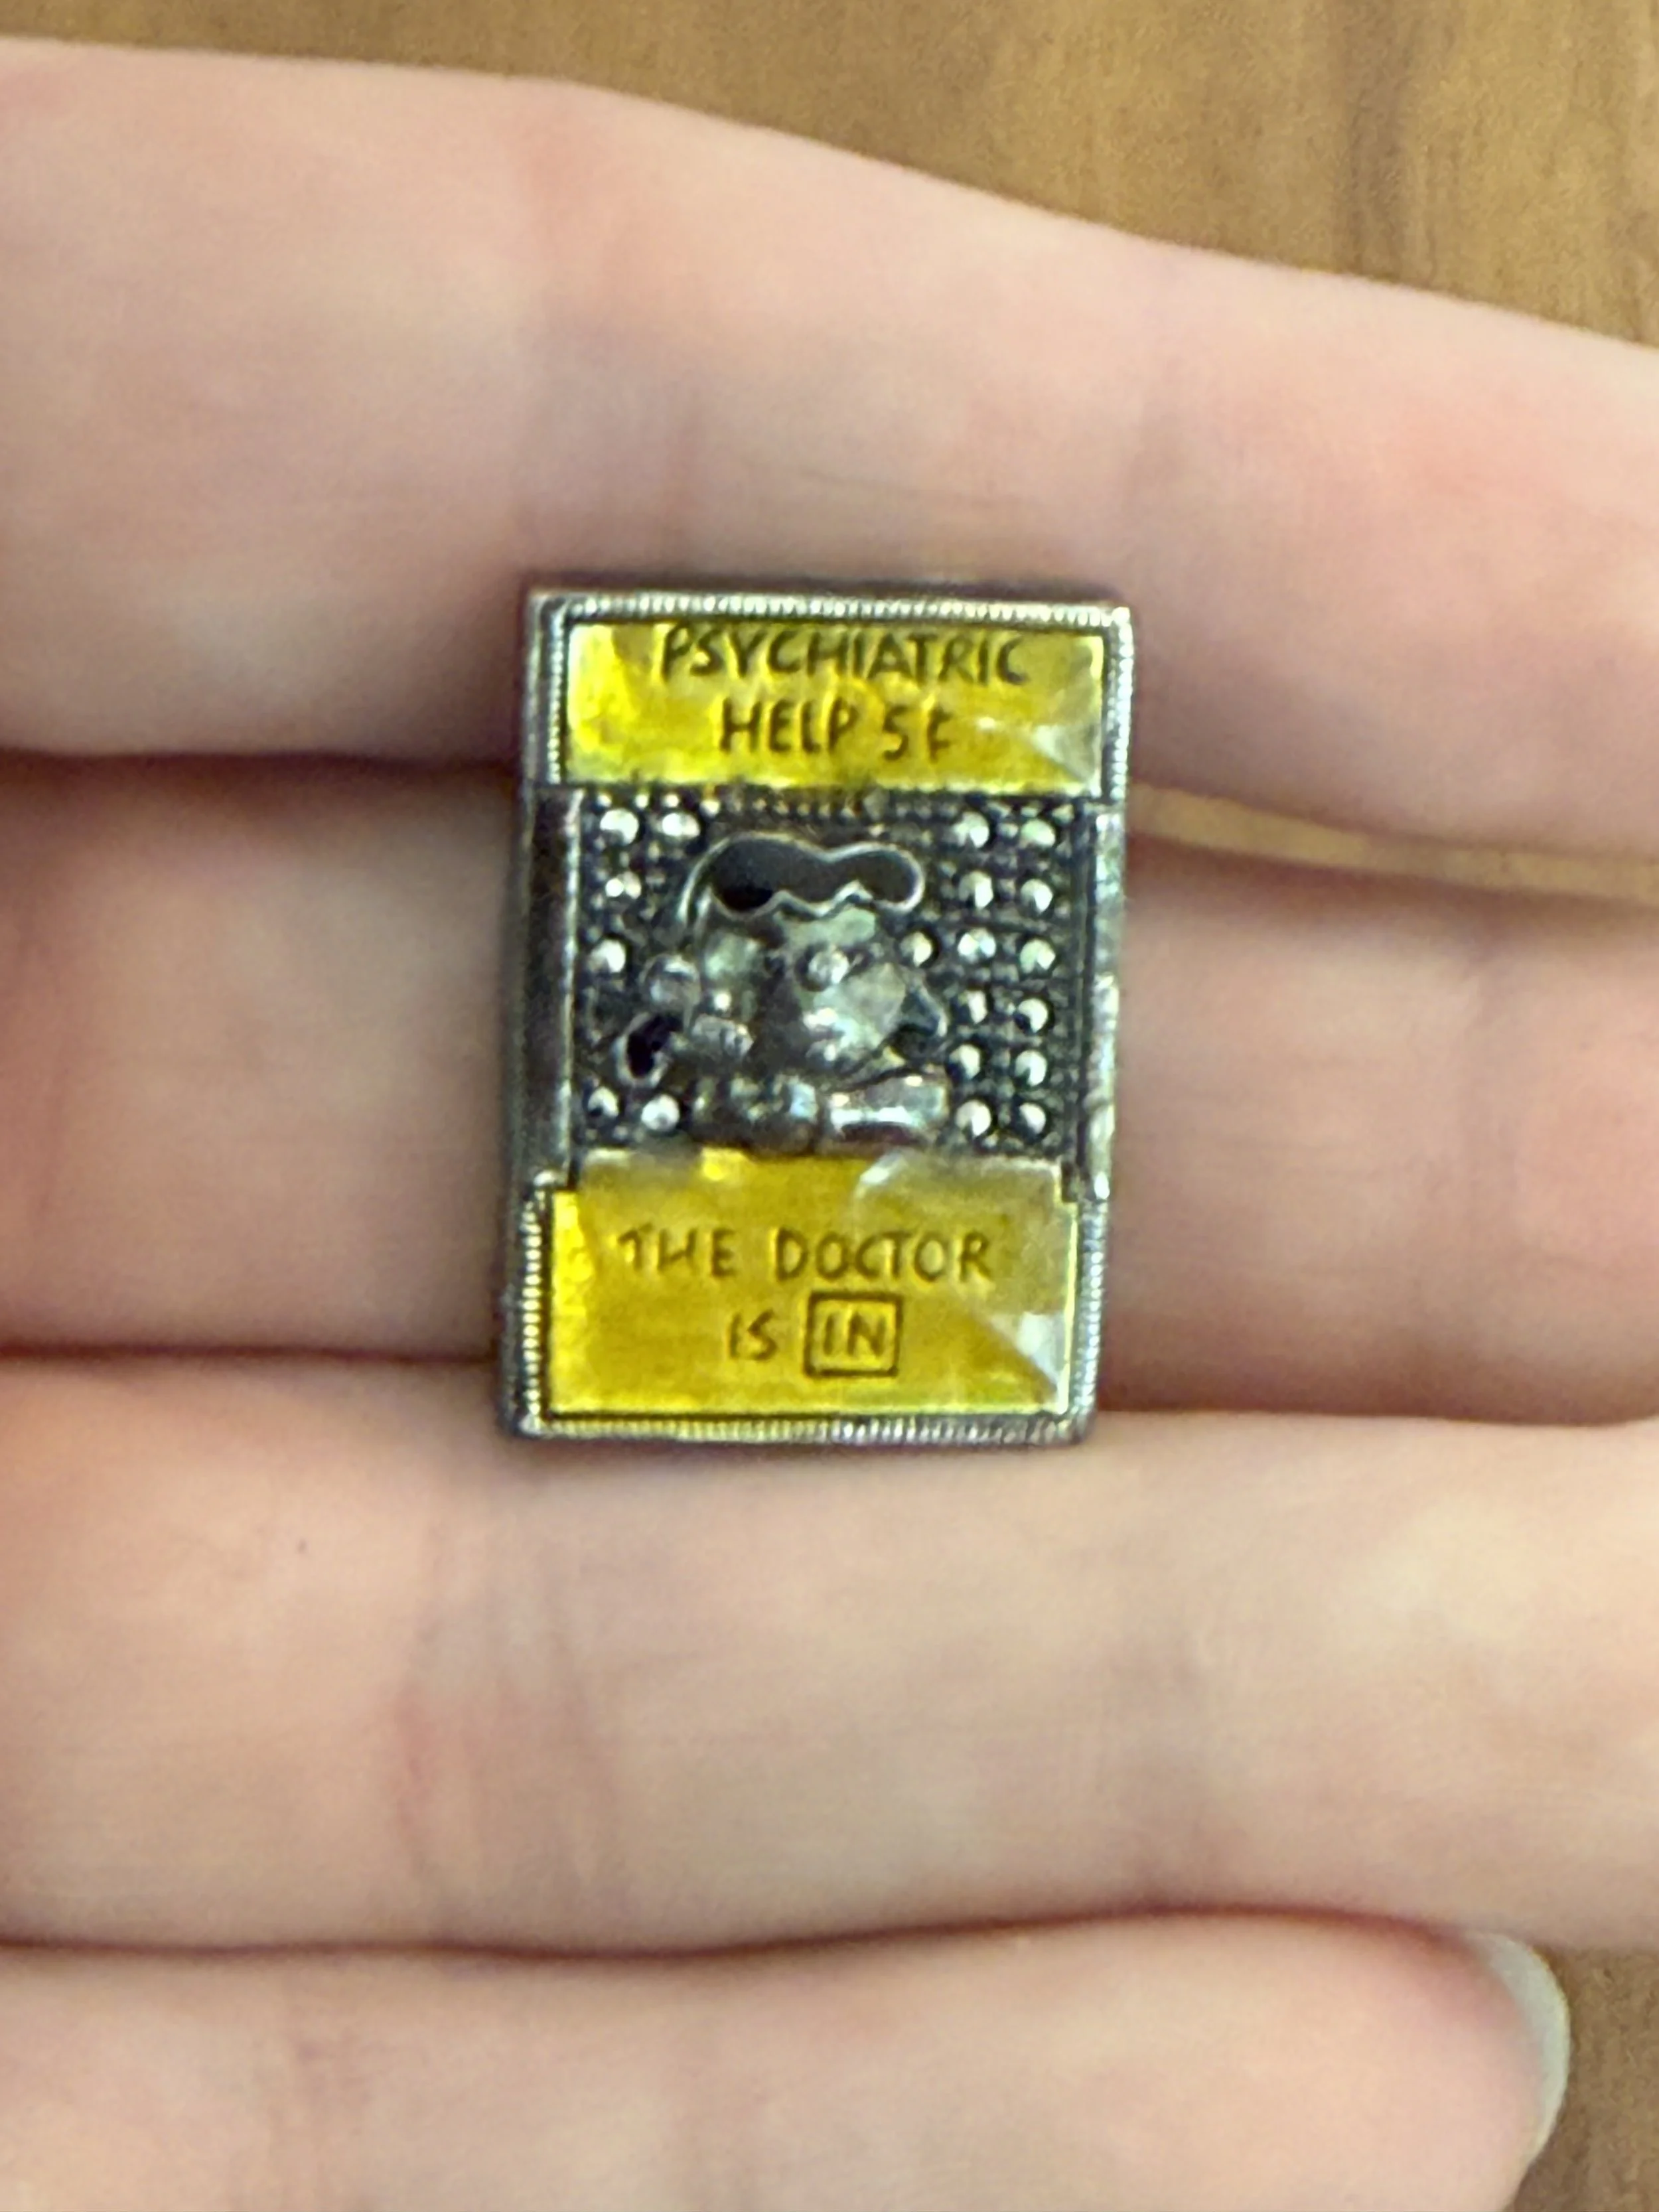 PSYCHIATRIC
HELP 5¢
THE DOCTOR
IS IN